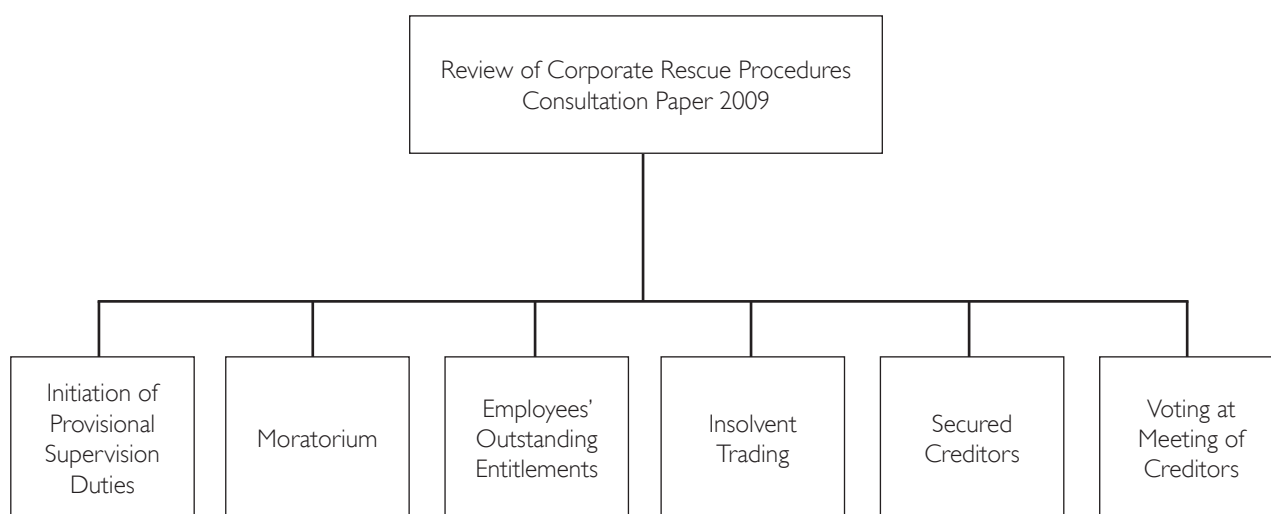 Review of Corporate Rescue Procedures
Consultation Paper 2009
Initiation of
Provisional
Supervision
Duties
Moratorium
Employees’
Outstanding
Entitlements
Insolvent
Trading
Secured
Creditors
Voting at
Meeting of
Creditors